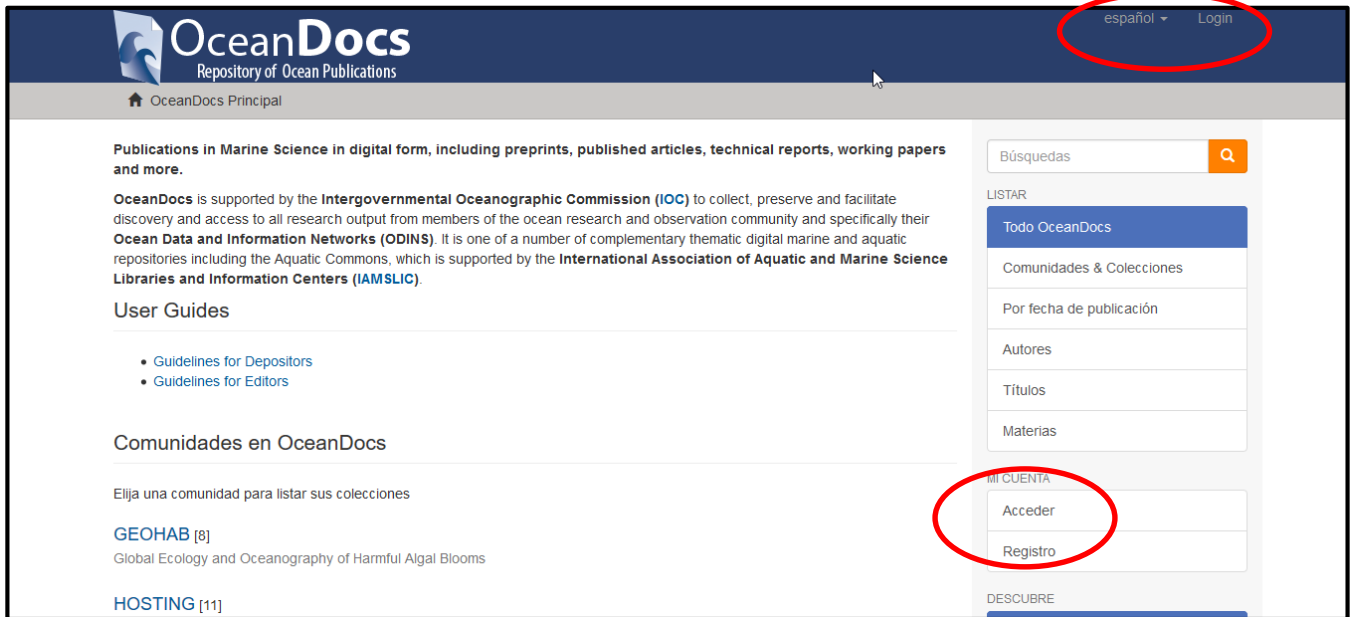 español Login
OceanDocs
Repository of Ocean Publications
OceanDocs Principal
Publications in Marine Science in digital form, including preprints, published articles, technical reports, working papers
and more.
OceanDocs is supported by the Intergovernmental Oceanographic Commission (IOC) to collect, preserve and facilitate
discovery and access to all research output from members of the ocean research and observation community and specifically their
Ocean Data and Information Networks (ODINS). It is one of a number of complementary thematic digital marine and aquatic
repositories including the Aquatic Commons, which is supported by the International Association of Aquatic and Marine Science
Libraries and Information Centers (IAMSLIC).
User Guides
• Guidelines for Depositors
• Guidelines for Editors
Comunidades en OceanDocs
Elija una comunidad para listar sus colecciones
GEOHAB [8]
Global Ecology and Oceanography of Harmful Algal Blooms
HOSTING [11]
Búsquedas
LISTAR
Todo OceanDocs
Comunidades & Colecciones
Por fecha de publicación
Autores
Títulos
Materias
MI CUENTA
Acceder
Registro
DESCUBRE